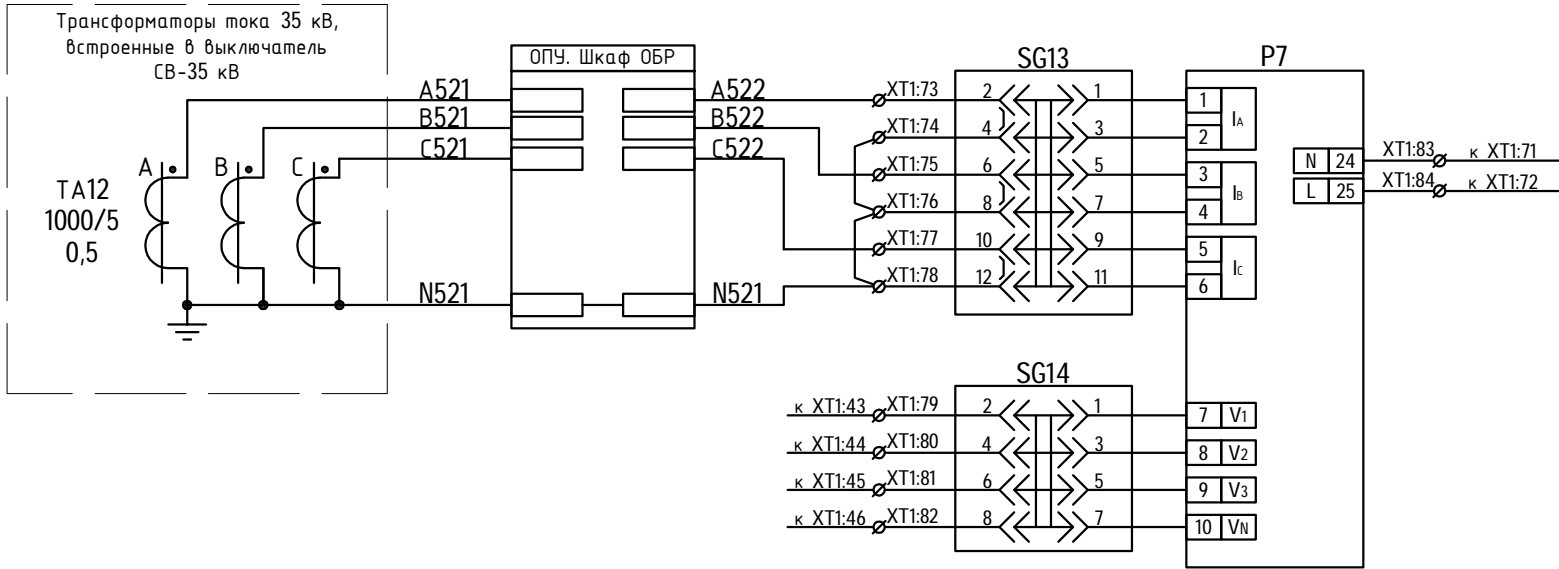 Трансформаторы тока 35 кВ,
встроенные в выключатель
СВ-35 кВ
ТА12
1000/5
0,5
A
B
C
A521
B521
C521
N521
ОПУ. Шкаф ОБР
A522
B522
C522
N521
XT1:73
XT1:74
XT1:75
XT1:76
XT1:77
XT1:78
SG13
2 1
4 3
6 5
8 7
10 9
12 11
P7
1
2
IA
3
4
IB
5
6
IC
N 24
L 25
XT1:83 к XT1:71
XT1:84 к XT1:72
SG14
к XT1:43 XT1:79 2 1 7 V1
к XT1:44 XT1:80 4 3 8 V2
к XT1:45 XT1:81 6 5 9 V3
к XT1:46 XT1:82 8 7 10 VN